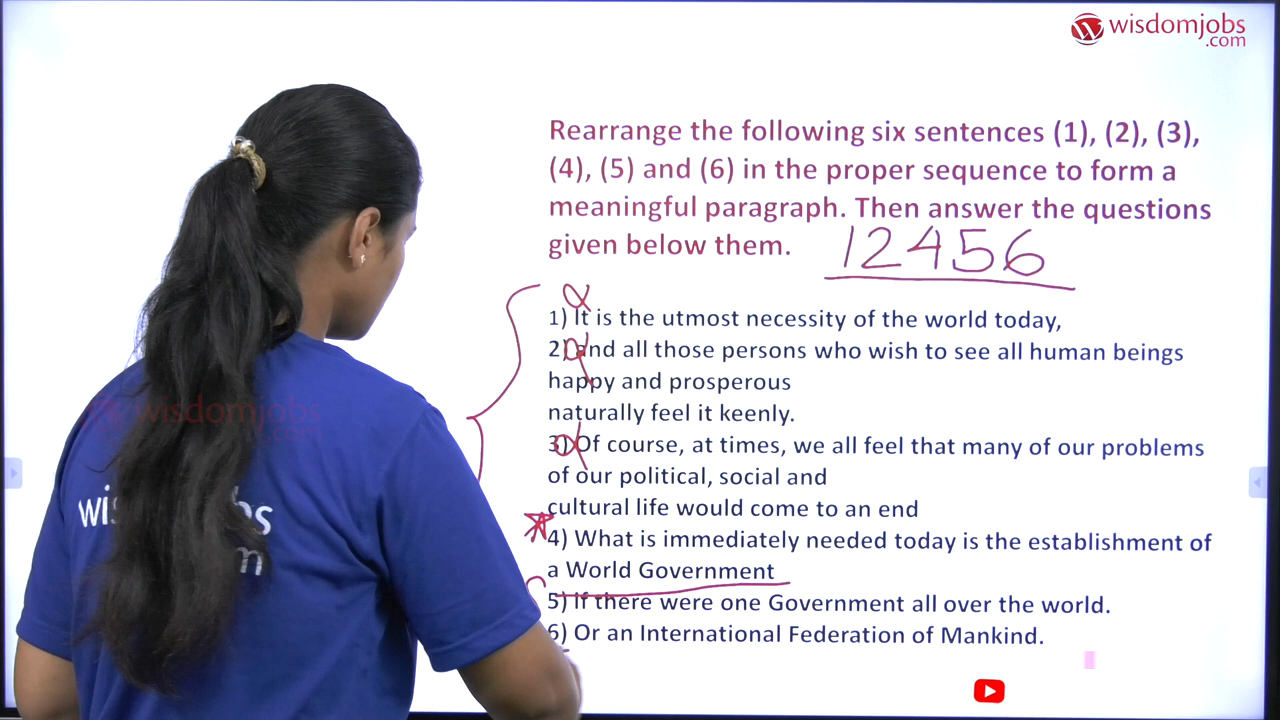 wisdomjobs
.com
Rearrange the following six sentences (1), (2), (3),
(4), (5) and (6) in the proper sequence to form a
meaningful paragraph. Then answer the questions
given below them.
12456
1) It is the utmost necessity of the world today,
2) and all those persons who wish to see all human beings
happy and prosperous
naturally feel it keenly.
3) Of course, at times, we all feel that many of our problems
of our political, social and
cultural life would come to an end
4) What is immediately needed today is the establishment of
a World Government
5) If there were one Government all over the world.
6) Or an International Federation of Mankind.
wisdomjobs